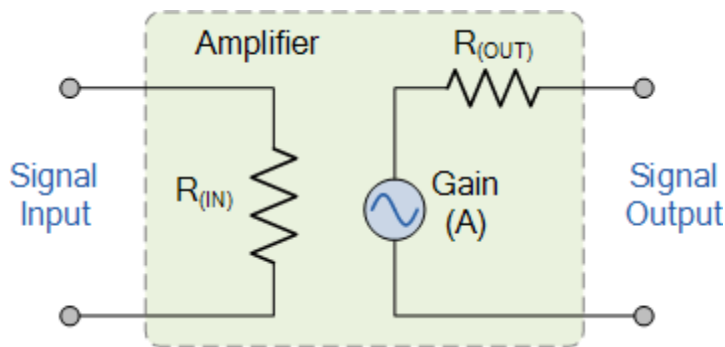 Amplifier
R(OUT)
Signal
Input
R(IN)
Gain
(A)
Signal
Output